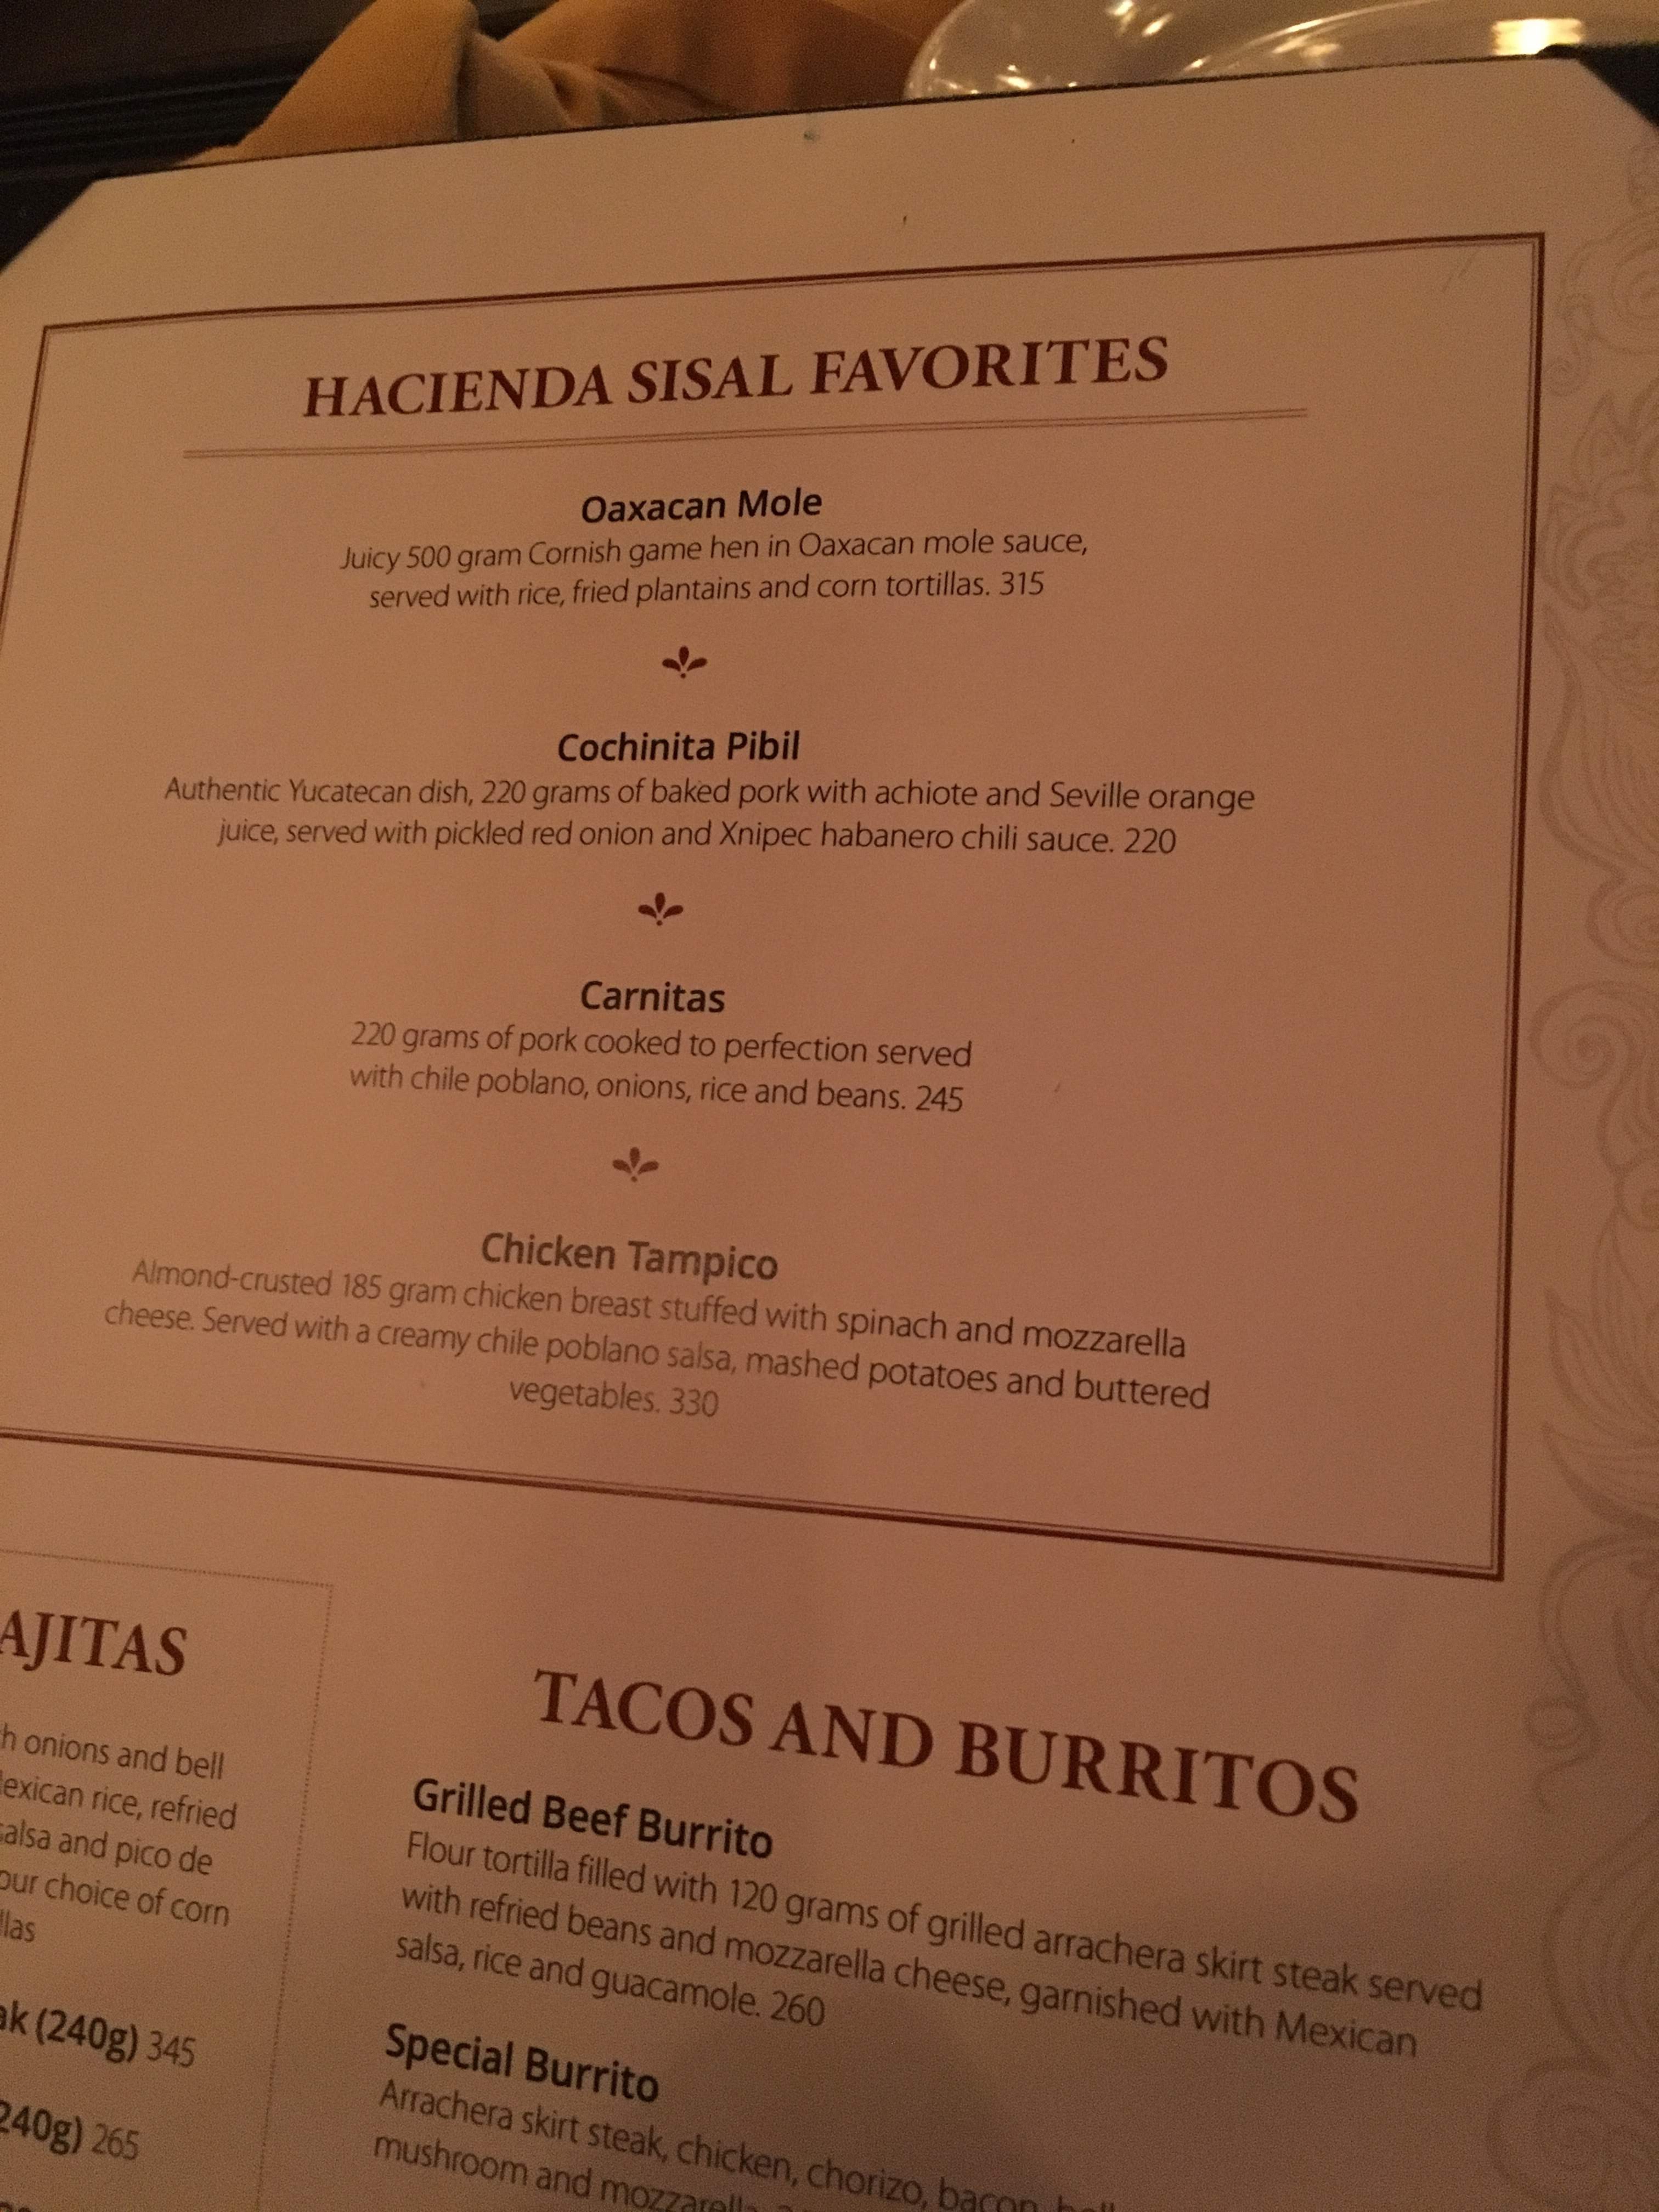 HACIENDA SISAL FAVORITES
Oaxacan Mole
Juicy 500 gram Cornish game hen in Oaxacan mole sauce,
served with rice, fried plantains and corn tortillas. 315
Cochinita Pibil
Authentic Yucatecan dish, 220 grams of baked pork with achiote and Seville orange
juice, served with pickled red onion and Xnipec habanero chili sauce. 220
Carnitas
220 grams of pork cooked to perfection served
with chile poblano, onions, rice and beans. 245
Chicken Tampico
Almond-crusted 185 gram chicken breast stuffed with spinach and mozzarella
cheese. Served with a creamy chile poblano salsa, mashed potatoes and buttered
vegetables. 330
AJITAS
h onions and bell
exican rice, refried
salsa and pico de
our choice of corn
llas
ak (240g) 345
240g) 265
TACOS AND BURRITOS
Grilled Beef Burrito
Flour tortilla filled with 120 grams of grilled arrachera skirt steak served
with refried beans and mozzarella cheese, garnished with Mexican
salsa, rice and guacamole. 260
Special Burrito
Arrachera skirt steak, chicken, chorizo, bacon,
mushroom and mozzarella